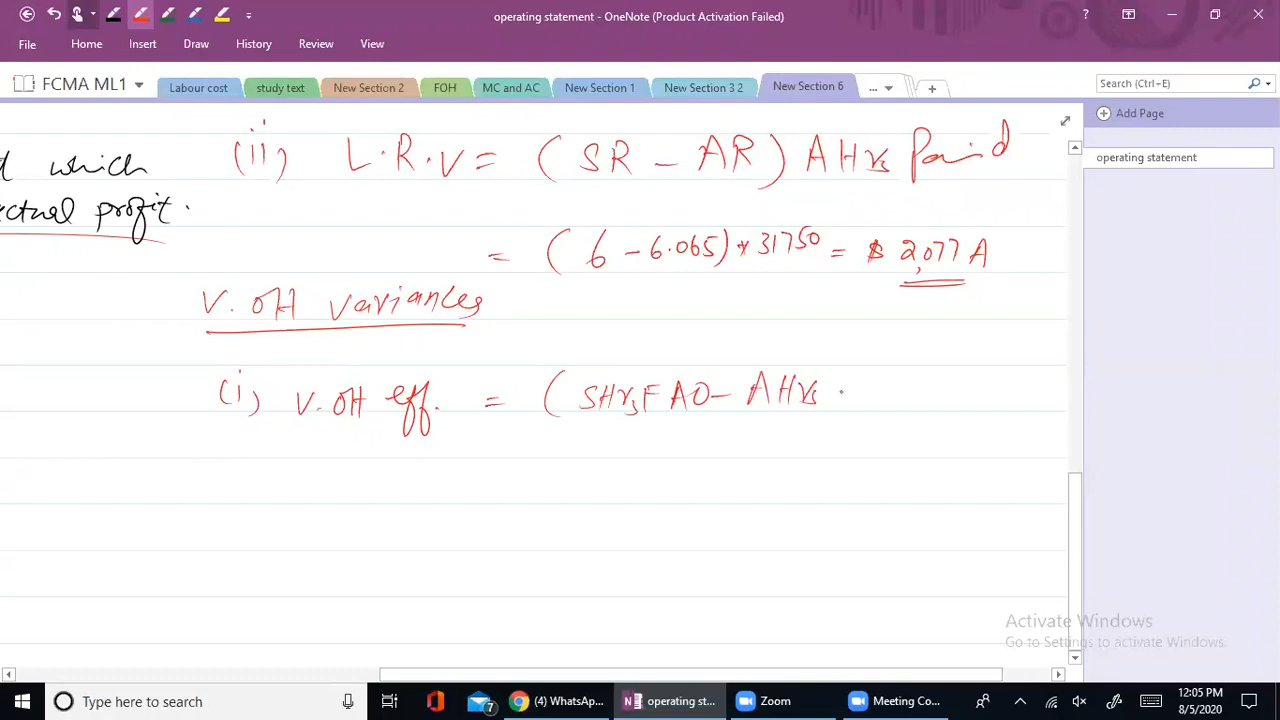 operating statement - OneNote (Product Activation Failed)
File Home Insert Draw History Review View
FCMA ML1 Labour cost study text New Section 2 FOH MC and AC New Section 1 New Section 3 2 New Section 6 ... Search (Ctrl+E)
Add Page
operating statement
(ii) L.R.V = (SR - AR) AHrs Paid
which
profit.
= (6 - 6.065) * 31750 = $ 2,077 A
V.OH variances
(i) V.OH eff. = (SHrsFAO - AHrs
Activate Windows
Go to Settings to activate Windows.
Type here to search 7 (4) WhatsApp... operating st... Zoom Meeting Co... 12:05 PM
8/5/2020